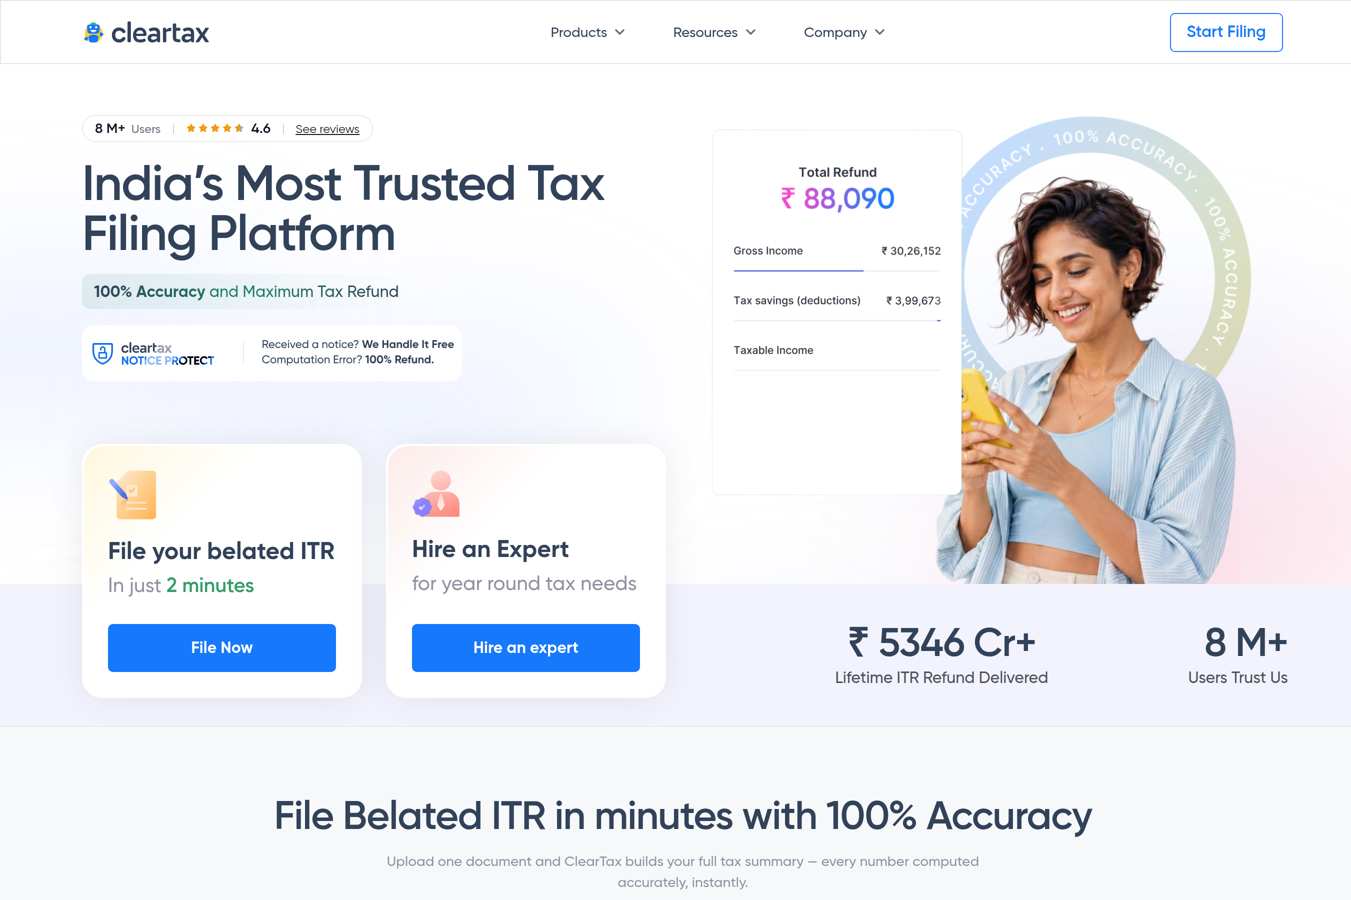 cleartax
Products
Resources
Company
Start Filing
8 M+ Users
4.6
See reviews
India’s Most Trusted Tax
Filing Platform
100% Accuracy and Maximum Tax Refund
cleartax
NOTICE PROTECT
Received a notice? We Handle It Free
Computation Error? 100% Refund.
Total Refund
₹ 88,090
Gross Income ₹ 30,26,152
Tax savings (deductions) ₹ 3,99,673
Taxable Income
ACCURACY . 100% ACCURACY . 100% ACCURACY .
File your belated ITR
In just 2 minutes
File Now
Hire an Expert
for year round tax needs
Hire an expert
₹ 5346 Cr+
Lifetime ITR Refund Delivered
8 M+
Users Trust Us
File Belated ITR in minutes with 100% Accuracy
Upload one document and ClearTax builds your full tax summary — every number computed
accurately, instantly.